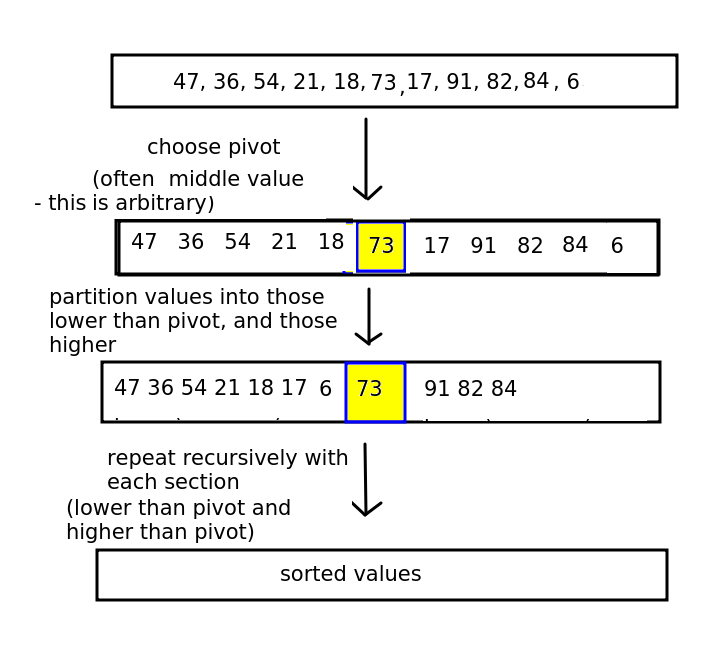 47, 36, 54, 21, 18, 73 ,17, 91, 82, 84 , 6
choose pivot
(often middle value
- this is arbitrary)
47 36 54 21 18 73 17 91 82 84 6
partition values into those
lower than pivot, and those
higher
47 36 54 21 18 17 6 73 91 82 84
repeat recursively with
each section
(lower than pivot and
higher than pivot)
sorted values